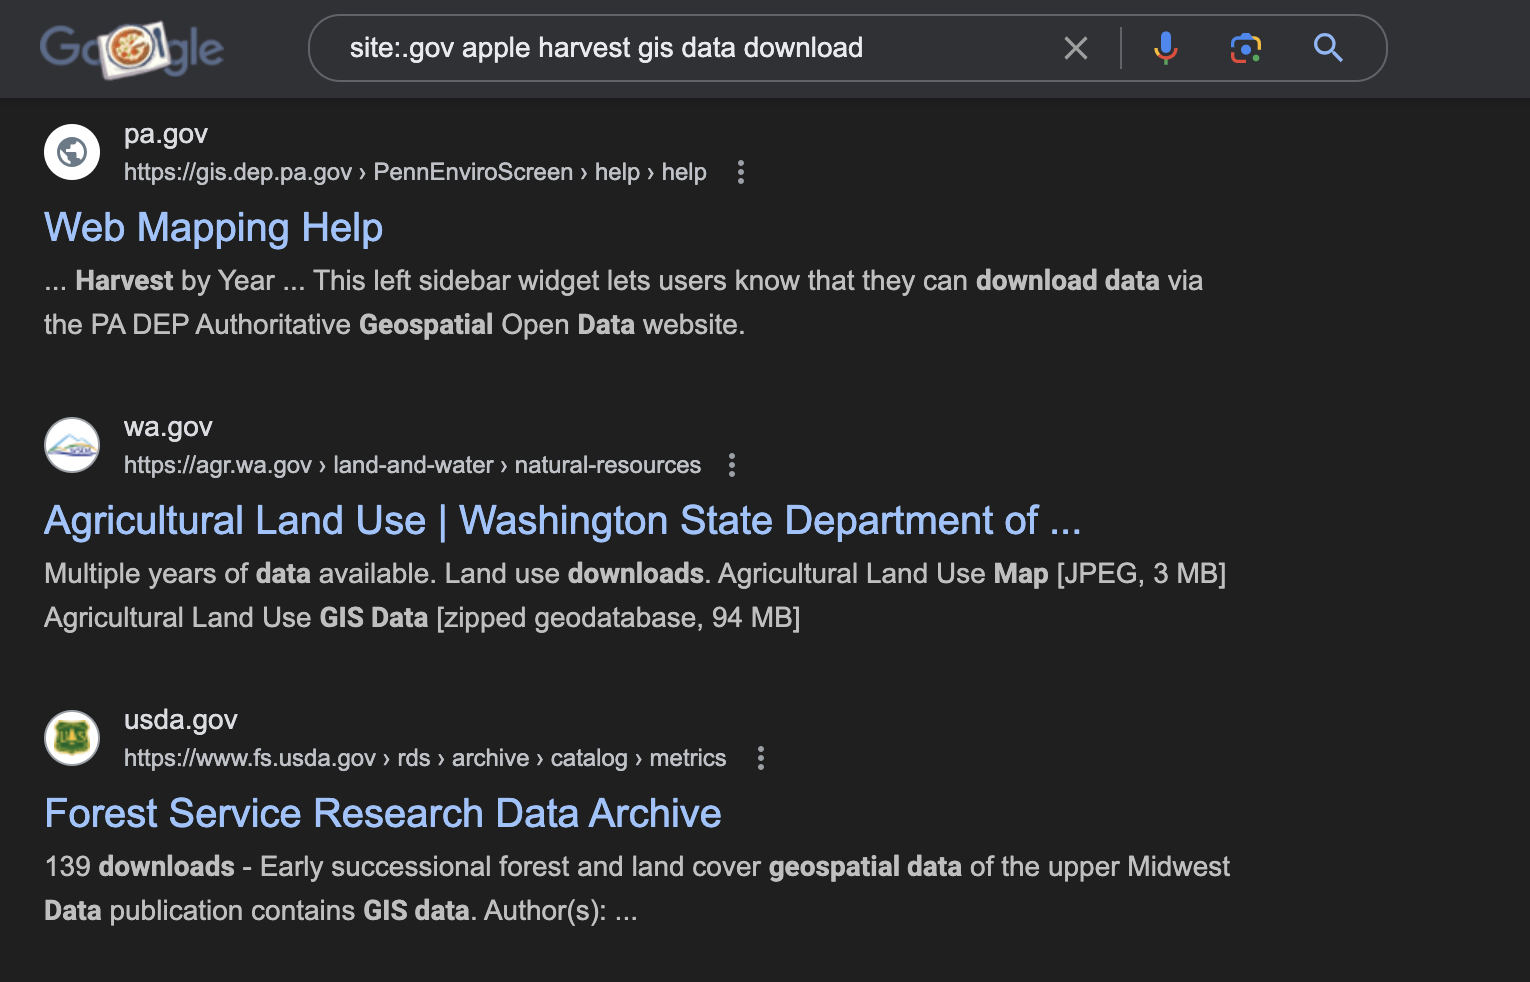 Google
site:.gov apple harvest gis data download
pa.gov
https://gis.dep.pa.gov › PennEnviroScreen › help › help
Web Mapping Help
... Harvest by Year ... This left sidebar widget lets users know that they can download data via
the PA DEP Authoritative Geospatial Open Data website.
wa.gov
https://agr.wa.gov › land-and-water › natural-resources
Agricultural Land Use | Washington State Department of ...
Multiple years of data available. Land use downloads. Agricultural Land Use Map [JPEG, 3 MB]
Agricultural Land Use GIS Data [zipped geodatabase, 94 MB]
usda.gov
https://www.fs.usda.gov › rds › archive › catalog › metrics
Forest Service Research Data Archive
139 downloads - Early successional forest and land cover geospatial data of the upper Midwest
Data publication contains GIS data. Author(s): ...